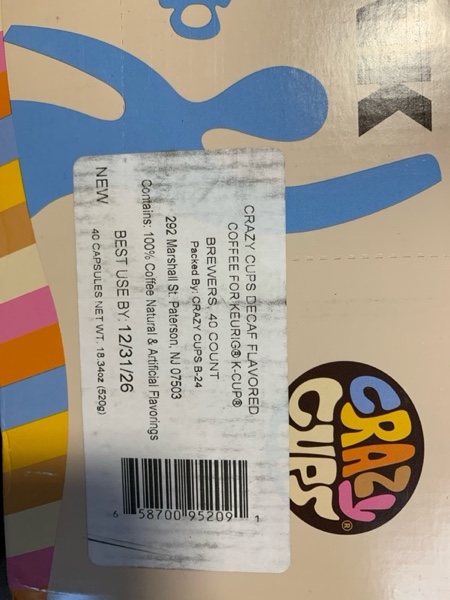 CRAZY CUPS DECAF FLAVORED
COFFEE FOR KEURIG® K-CUP®
BREWERS, 40 COUNT
Packed By: CRAZY CUPS B-24
292 Marshall St. Paterson, NJ 07503
Contains: 100% Coffee Natural & Artificial Flavorings
BEST USE BY: 12/31/26
NEW 40 CAPSULES NET WT. 18.34oz (520g)
6 58700 95209 1
CRAZY
CUPS®